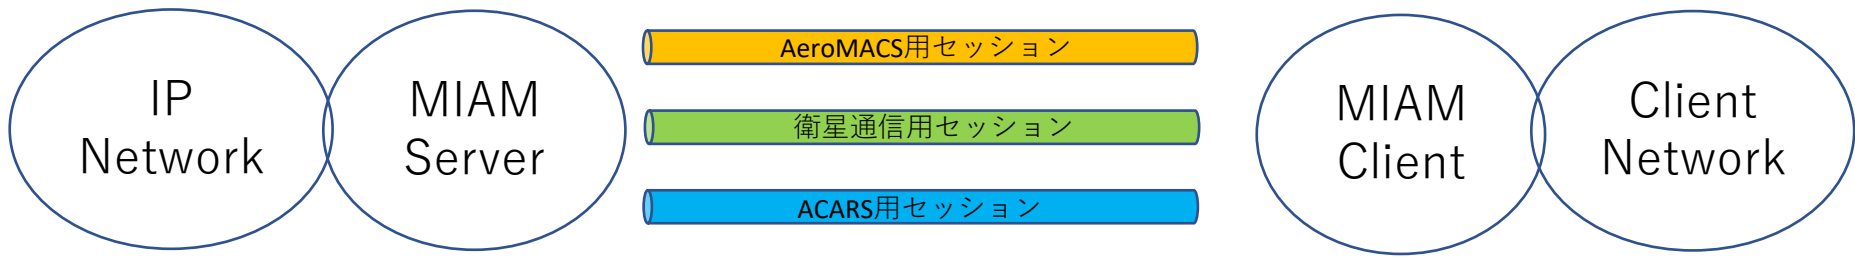 IP
Network
MIAM
Server
AeroMACS用セッション
衛星通信用セッション
ACARS用セッション
MIAM
Client
Client
Network